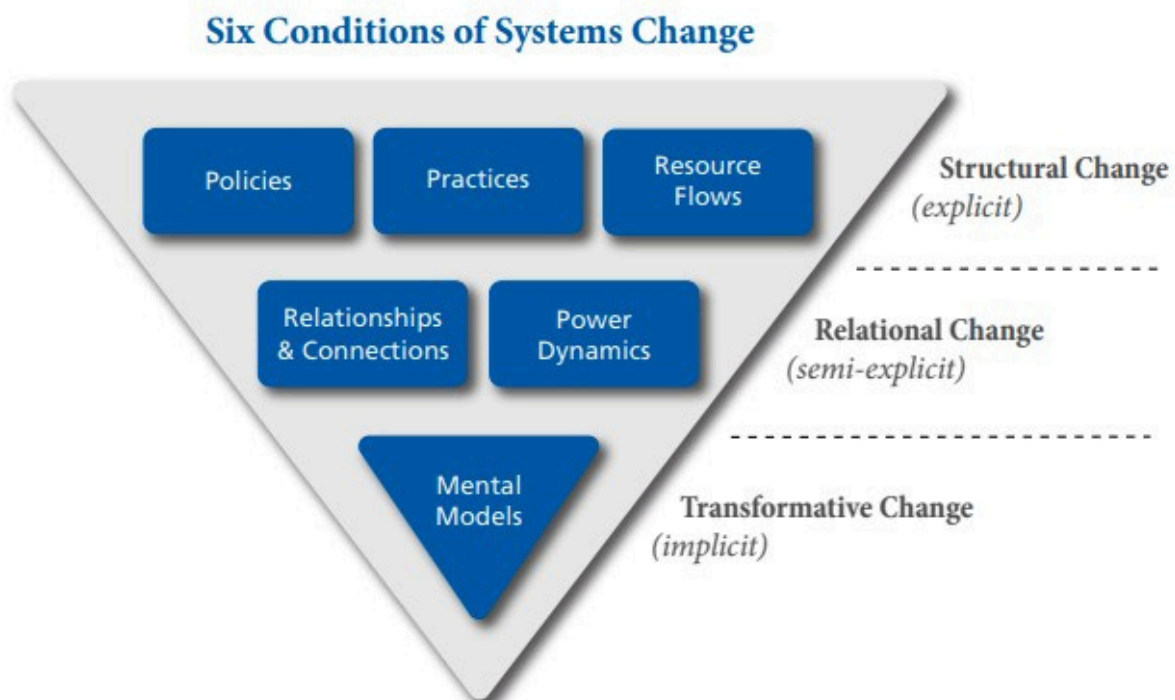 Six Conditions of Systems Change
Policies
Practices
Resource
Flows
Structural Change
(explicit)
Relationships
& Connections
Power
Dynamics
Relational Change
(semi-explicit)
Mental
Models
Transformative Change
(implicit)